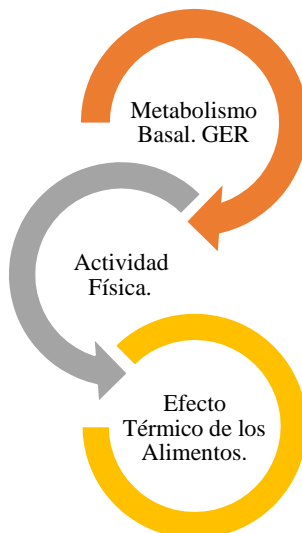 Metabolismo
Basal. GER
Actividad
Física.
Efecto
Térmico de los
Alimentos.